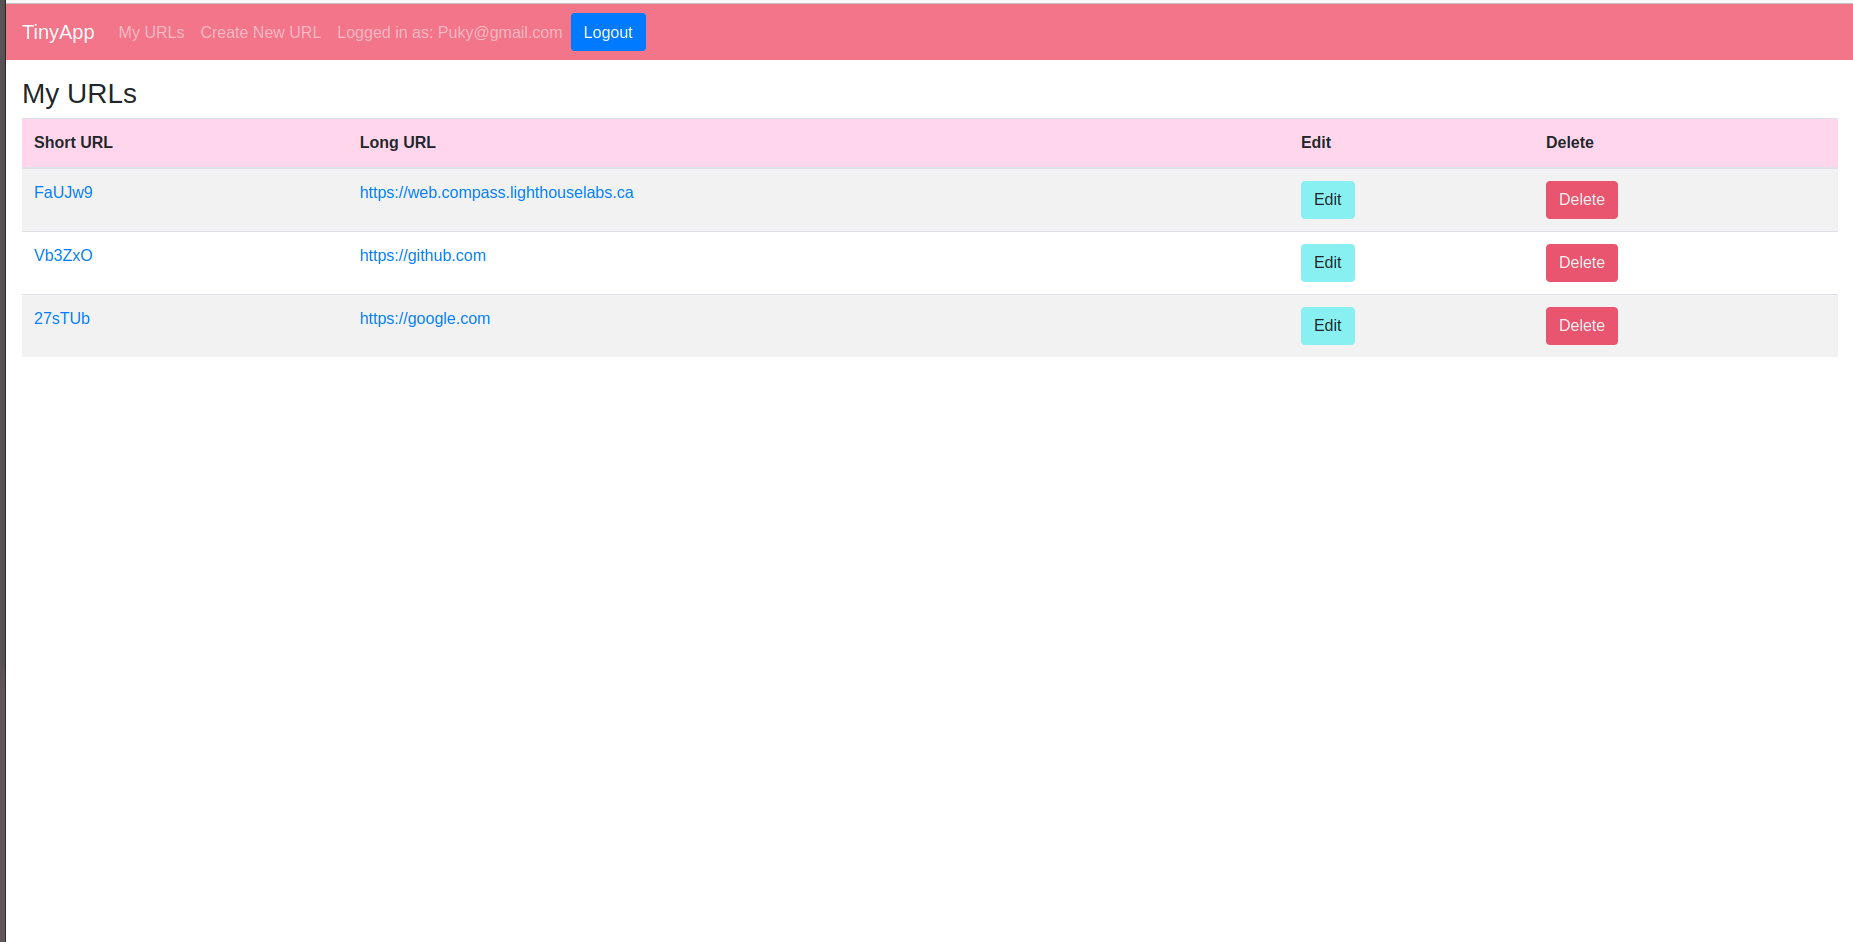 TinyApp My URLs Create New URL Logged in as: Puky@gmail.com Logout
My URLs
Short URL Long URL Edit Delete
FaUJw9 https://web.compass.lighthouselabs.ca Edit Delete
Vb3ZxO https://github.com Edit Delete
27sTUb https://google.com Edit Delete